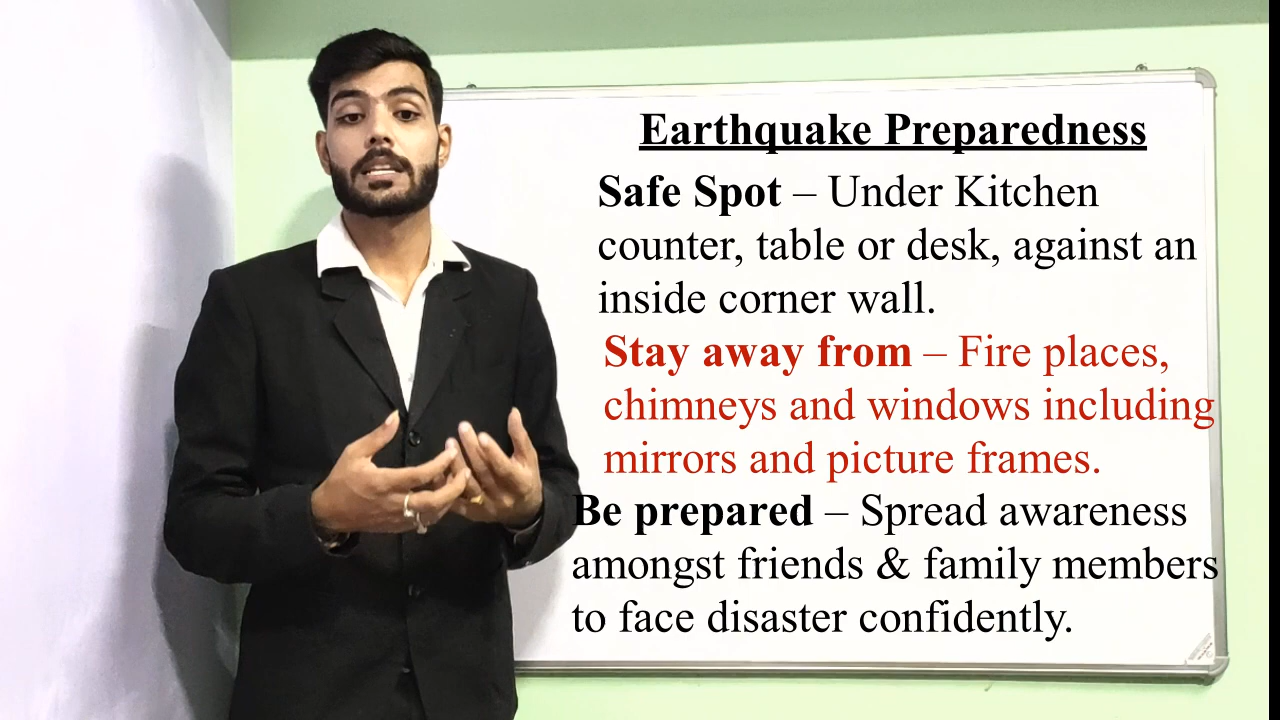 Earthquake Preparedness
Safe Spot – Under Kitchen
counter, table or desk, against an
inside corner wall.
Stay away from – Fire places,
chimneys and windows including
mirrors and picture frames.
Be prepared – Spread awareness
amongst friends & family members
to face disaster confidently.